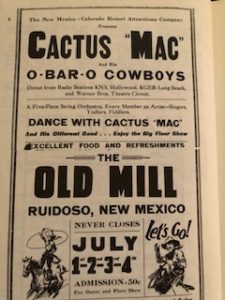 The New Mexico - Colorado Resort Attractions Company
Presents
CACTUS "MAC"
And His
O-BAR-O COWBOYS
Direct from Radio Stations KNX Hollywood, KGER Long Beach,
and Warner Bros. Theatre Circuit.
A Five-Piece String Orchestra, Every Member an Artist—Singers,
Yodlers, Fiddlers.
DANCE WITH CACTUS "MAC"
And His Different Band . . . Enjoy the Big Floor Show
EXCELLENT FOOD AND REFRESHMENTS
THE
OLD MILL
RUIDOSO, NEW MEXICO
NEVER CLOSES
JULY
1-2-3-4
Let's Go!
ADMISSION-50c
For Dance and Floor Show